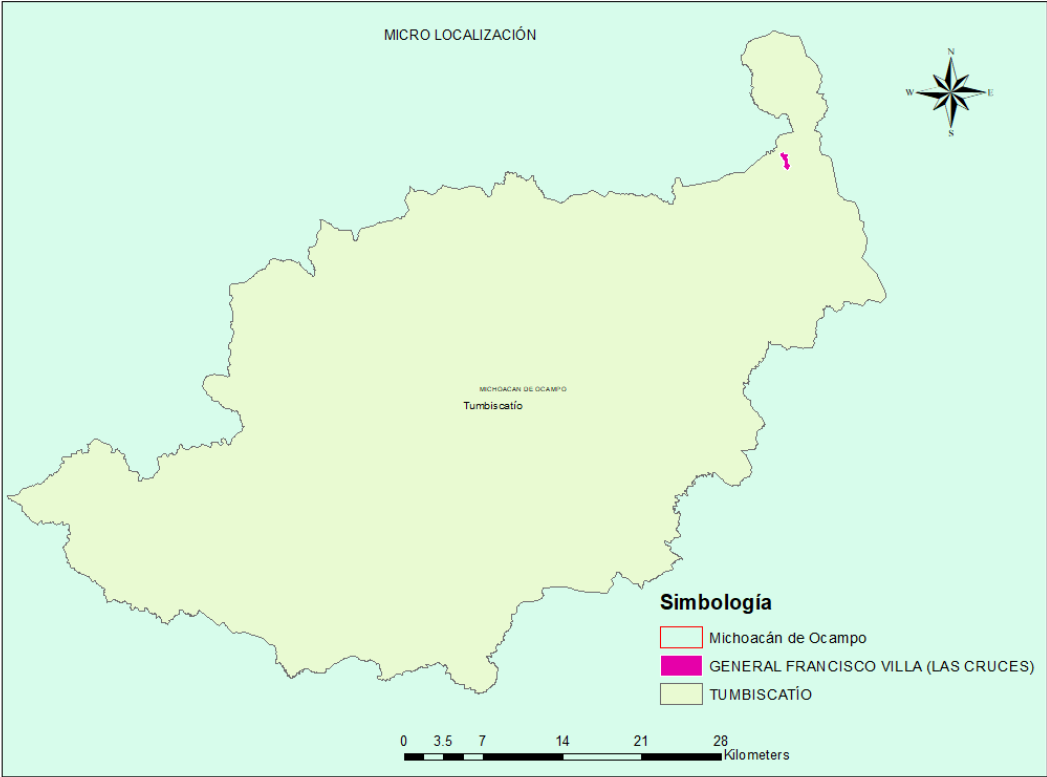 MICRO LOCALIZACIÓN
N
W E
S
MICHOACÁN DE OCAMPO
Tumbiscatío
Simbología
Michoacán de Ocampo
GENERAL FRANCISCO VILLA (LAS CRUCES)
TUMBISCATÍO
0 3.5 7 14 21 28
Kilometers